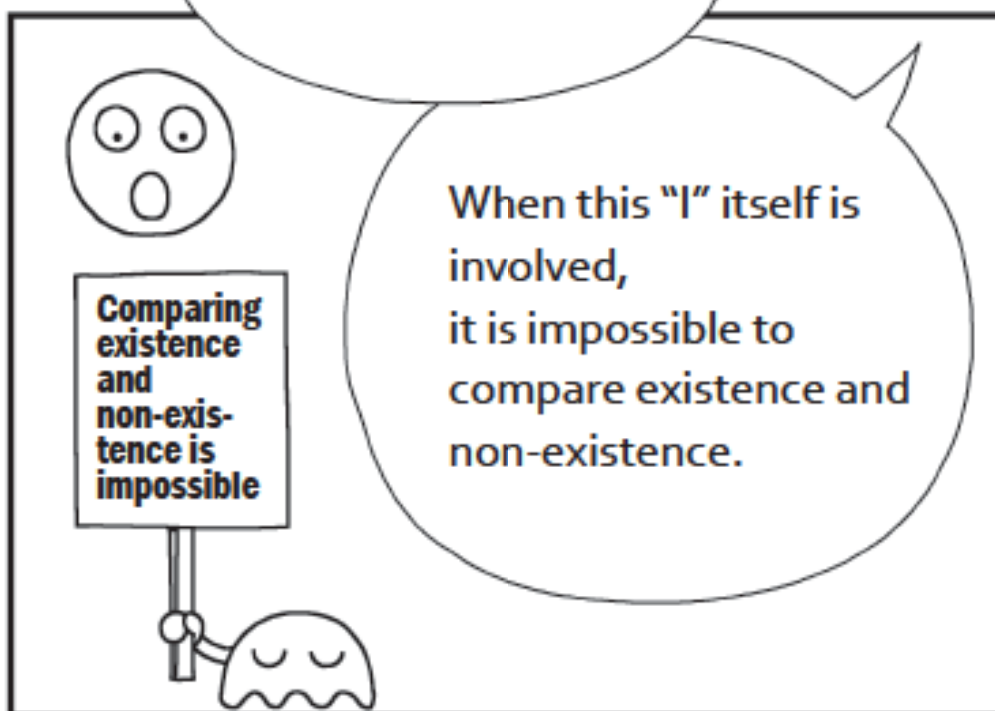 When this “I” itself is
involved,
it is impossible to
compare existence and
non-existence.
Comparing
existence
and
non-exis-
tence is
impossible